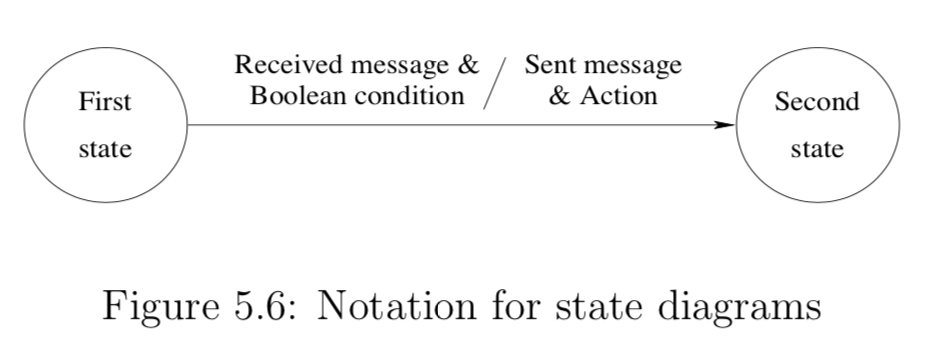 Received message & / Sent message
Boolean condition & Action
First
state
Second
state
Figure 5.6: Notation for state diagrams